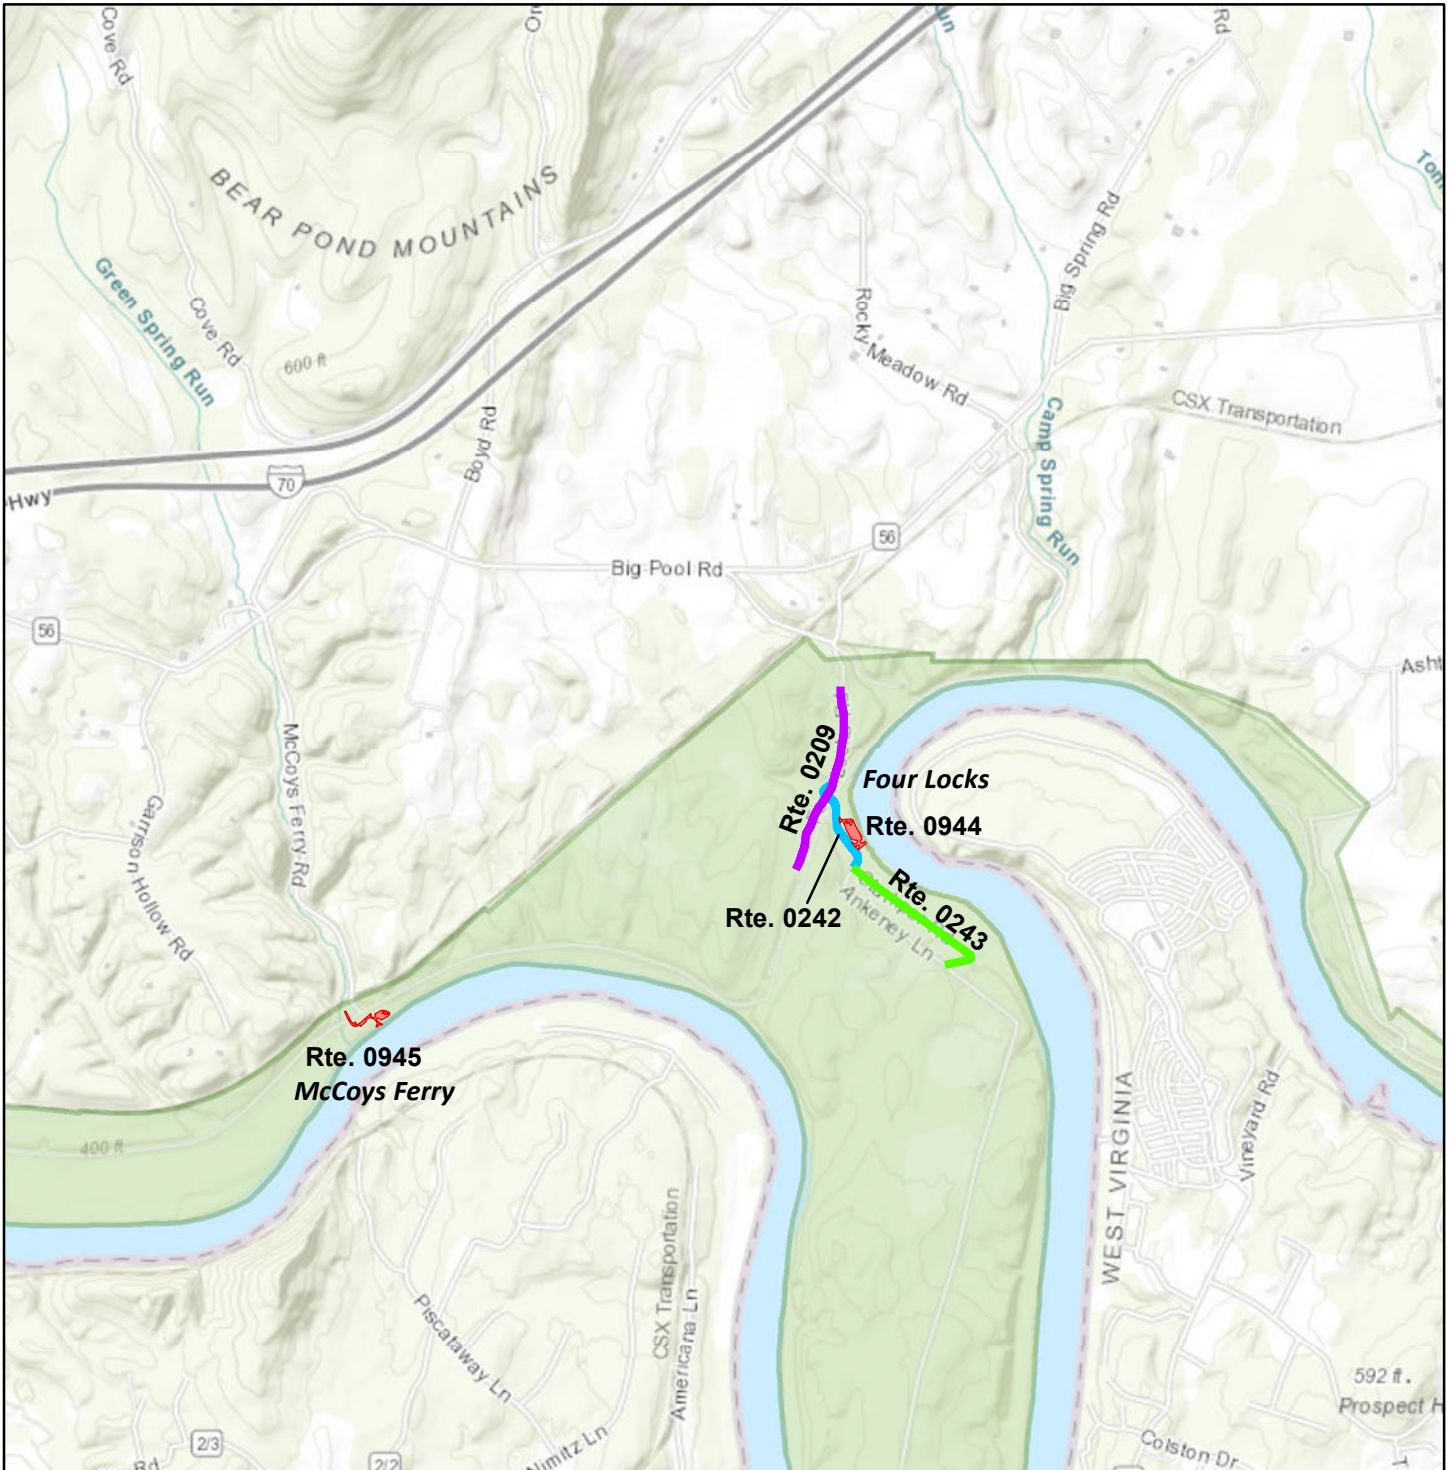 Cove Rd
Run
Rd
BEAR POND MOUNTAINS
Green Spring Run
Cove Rd
600 ft
Big Spring Rd
Rocky Meadow Rd
Boyd Rd
CSX Transportation
Camp Spring Run
70
Hwy
56
Big Pool Rd
56
Asht
McCoys Ferry Rd
Garrison Hollow Rd
Rte. 0209
Four Locks
Rte. 0944
Rte. 0242
Rte. 0243
Ankeney Ln
Rte. 0945
McCoys Ferry
400 ft
WEST VIRGINIA
Vineyard Rd
CSX Transportation
Americana Ln
Piscataway Ln
Nimitz Ln
592 ft.
Prospect H
Colston Dr
2/3
2/2
Rd